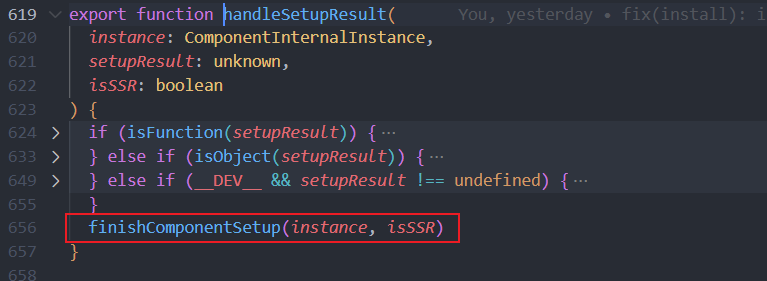 619 export function handleSetupResult( You, yesterday • fix(install): i
620 instance: ComponentInternalInstance,
621 setupResult: unknown,
622 isSSR: boolean
623 ) {
624 if (isFunction(setupResult)) { ...
633 } else if (isObject(setupResult)) { ...
649 } else if (__DEV__ && setupResult !== undefined) { ...
655 }
656 finishComponentSetup(instance, isSSR)
657 }
658